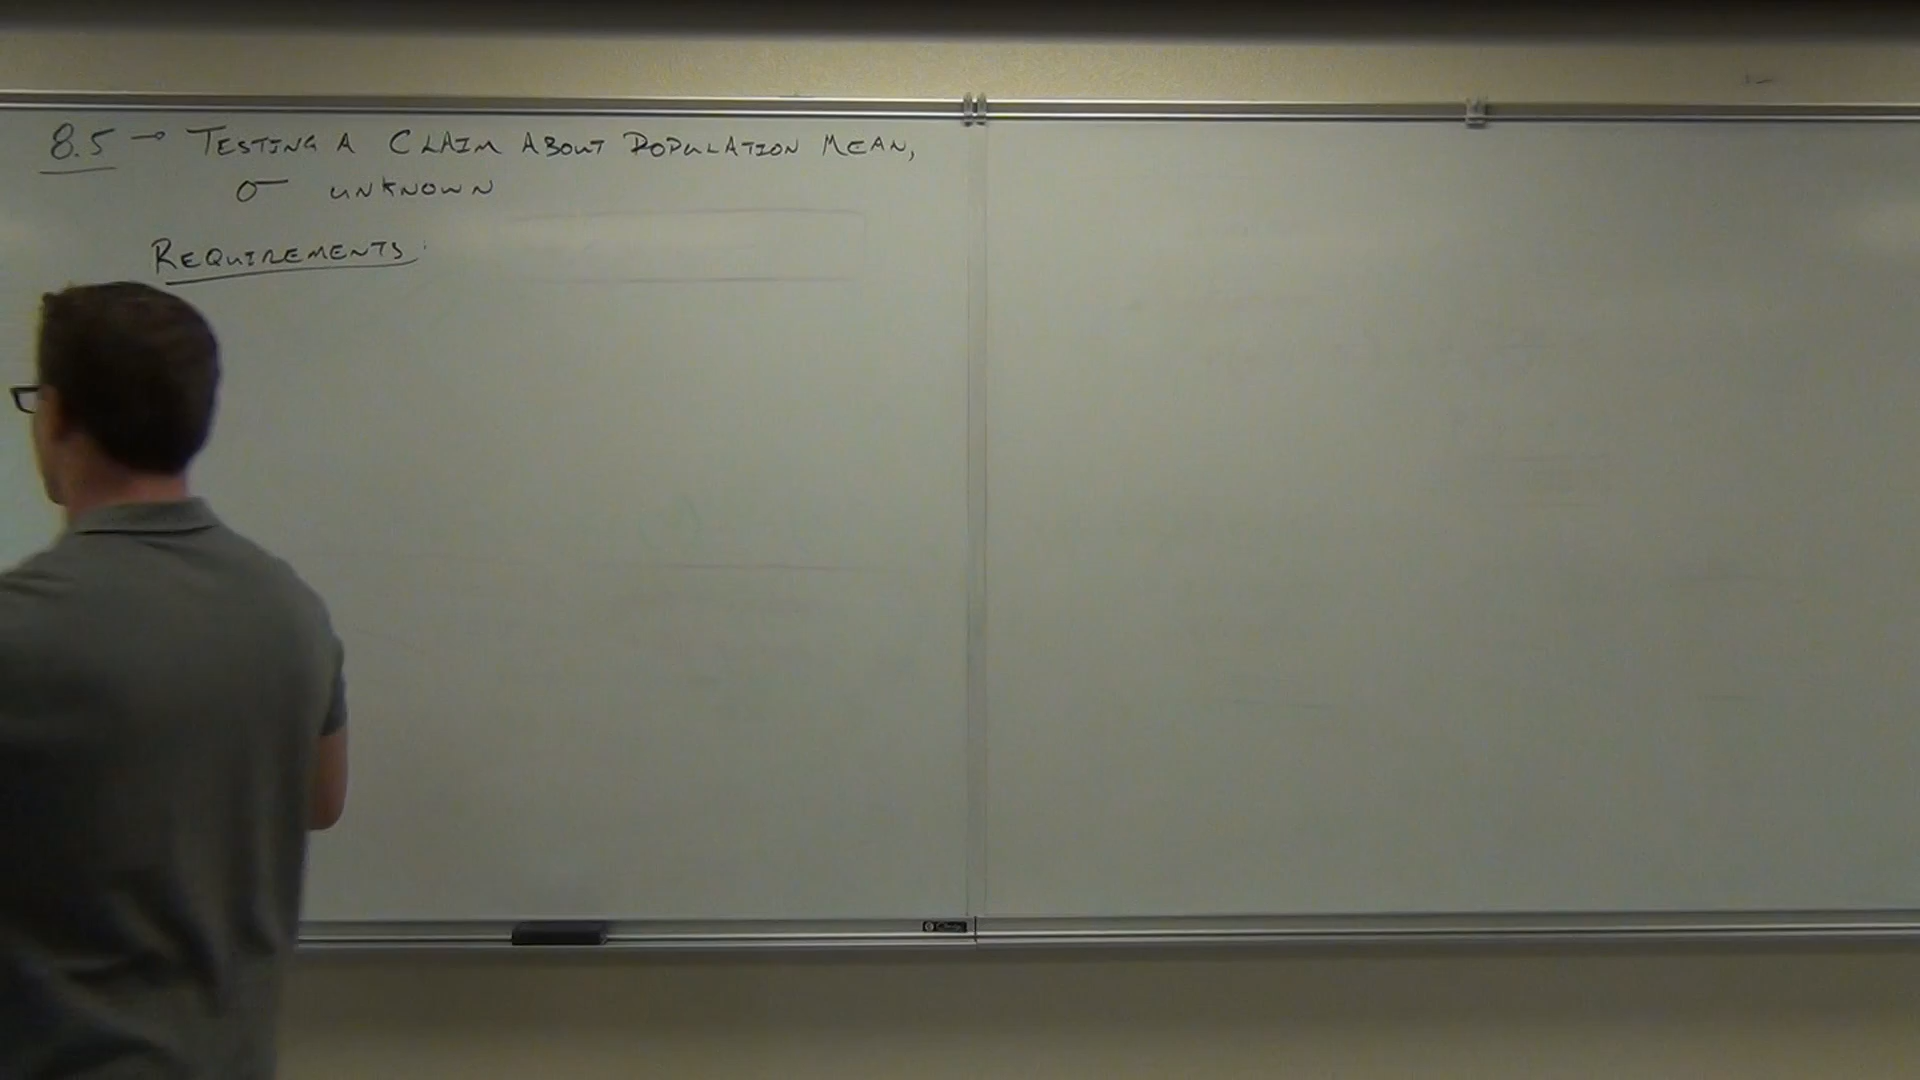 8.5 → TESTING A CLAIM ABOUT POPULATION MEAN,
σ UNKNOWN
REQUIREMENTS: